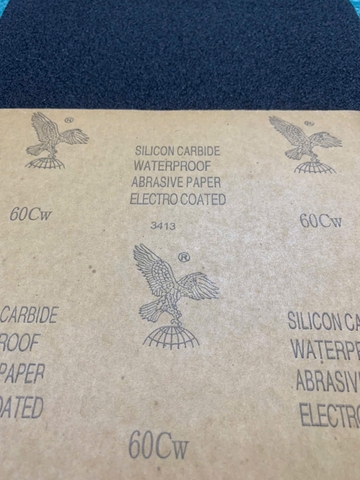 ®
®
SILICON CARBIDE
WATERPROOF
ABRASIVE PAPER
ELECTRO COATED
3413
60Cw
60Cw
®
CARBIDE
ROOF
PAPER
OATED
SILICON CA
WATERP
ABRASIV
ELECTRO
60Cw